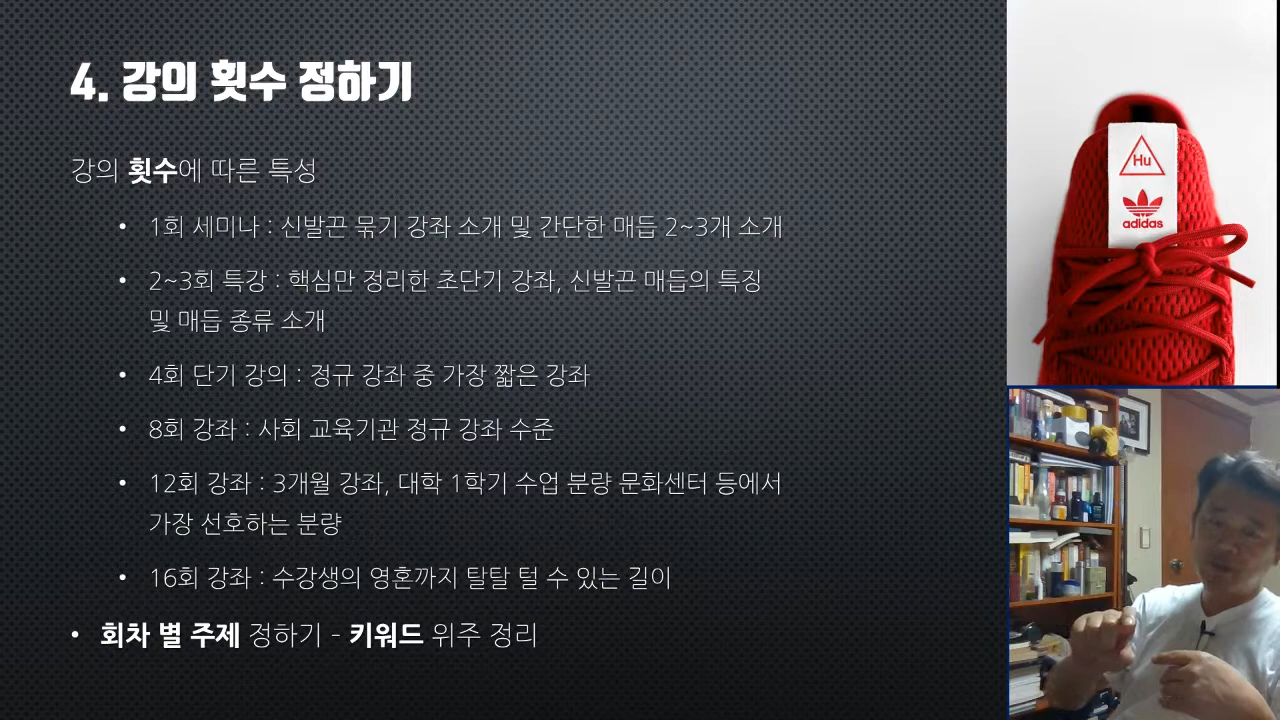 4. 강의 횟수 정하기
강의 횟수에 따른 특성
• 1회 세미나 : 신발끈 묶기 강좌 소개 및 간단한 매듭 2~3개 소개
• 2~3회 특강 : 핵심만 정리한 초단기 강좌, 신발끈 매듭의 특징
및 매듭 종류 소개
• 4회 단기 강의 : 정규 강좌 중 가장 짧은 강좌
• 8회 강좌 : 사회 교육기관 정규 강좌 수준
• 12회 강좌 : 3개월 강좌, 대학 1학기 수업 분량 문화센터 등에서
가장 선호하는 분량
• 16회 강좌 : 수강생의 영혼까지 탈탈 털 수 있는 길이
• 회차 별 주제 정하기 - 키워드 위주 정리
Hu
adidas